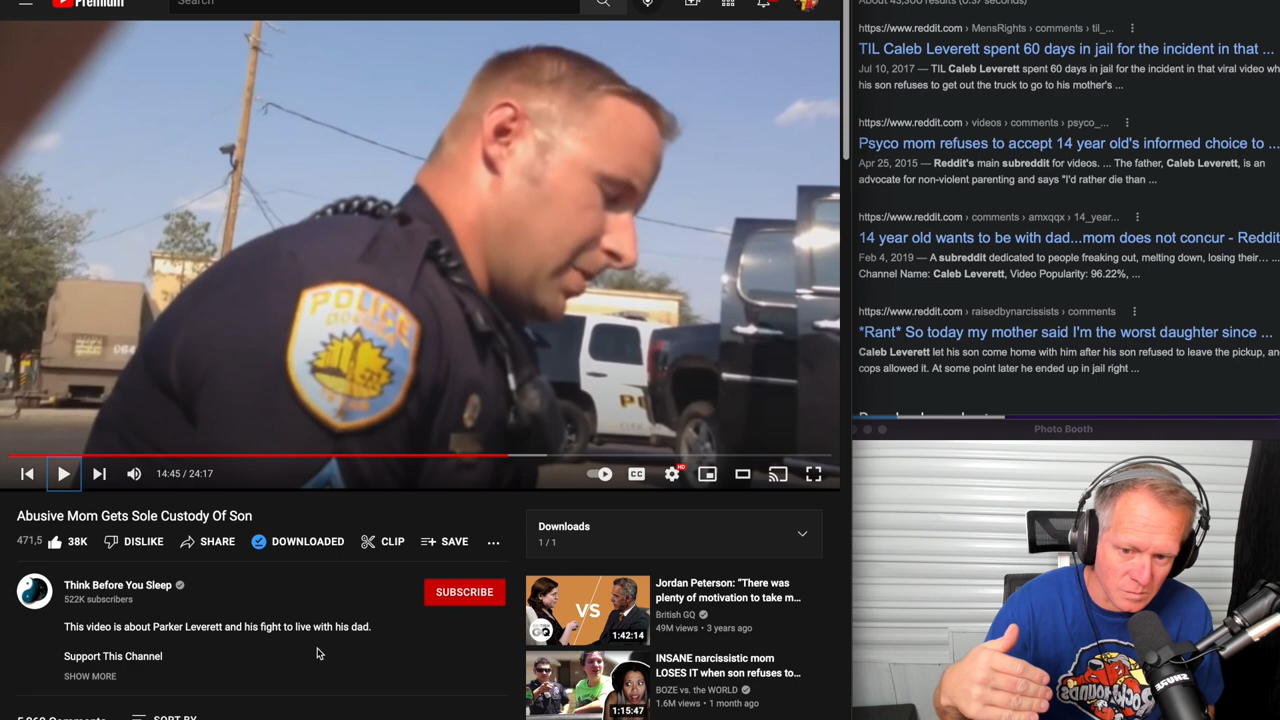 Premium
Search
About 43,300 results (0.37 seconds)
https://www.reddit.com › MensRights › comments › til_...
TIL Caleb Leverett spent 60 days in jail for the incident in that ...
Jul 10, 2017 — TIL Caleb Leverett spent 60 days in jail for the incident in that viral video wh
his son refuses to get out the truck to go to his mother's ...
https://www.reddit.com › videos › comments › psyco_...
Psyco mom refuses to accept 14 year old's informed choice to ...
Apr 25, 2015 — Reddit's main subreddit for videos. ... The father, Caleb Leverett, is an
advocate for non-violent parenting and says "I'd rather die than ...
https://www.reddit.com › comments › amxqqx › 14_year...
14 year old wants to be with dad...mom does not concur - Reddit
Feb 4, 2019 — A subreddit dedicated to people freaking out, melting down, losing their…
Channel Name: Caleb Leverett, Video Popularity: 96.22%, ...
https://www.reddit.com › raisedbynarcissists › comments
*Rant* So today my mother said I'm the worst daughter since ...
Caleb Leverett let his son come home with him after his son refused to leave the pickup, and
cops allowed it. At some point later he ended up in jail right ...
POLICE
PO
14:45 / 24:17
CC
HD
Photo Booth
Abusive Mom Gets Sole Custody Of Son
471,5
38K
DISLIKE
SHARE
DOWNLOADED
CLIP
SAVE
...
Downloads
1 / 1
Think Before You Sleep
522K subscribers
SUBSCRIBE
This video is about Parker Leverett and his fight to live with his dad.
Support This Channel
SHOW MORE
VS
GQ
1:42:14
Jordan Peterson: “There was
plenty of motivation to take m...
British GQ
49M views • 3 years ago
1:15:47
INSANE narcissistic mom
LOSES IT when son refuses to...
BOZE vs. the WORLD
1.6M views • 1 month ago
SORT BY
SHURE